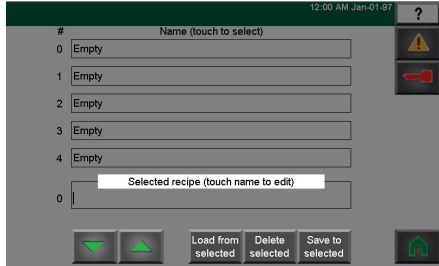 12:00 AM Jan-01-97
?
# Name (touch to select)
0 Empty
1 Empty
2 Empty
3 Empty
4 Empty
Selected recipe (touch name to edit)
0
Load from selected
Delete selected
Save to selected